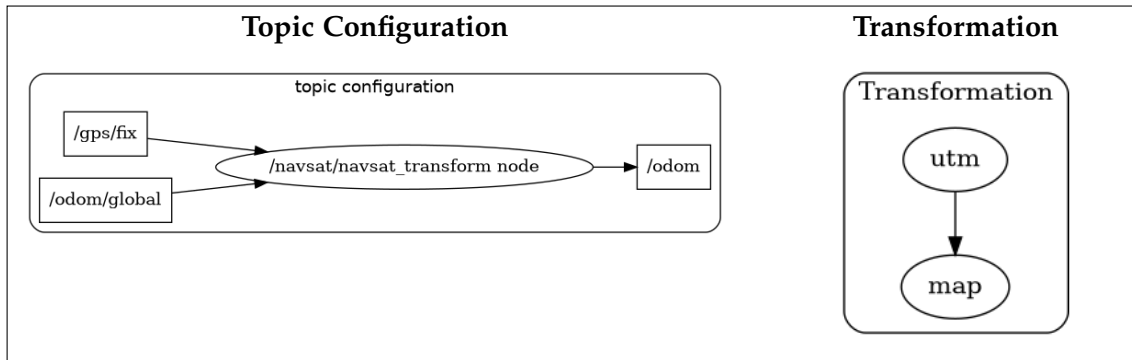 Topic Configuration
Transformation
topic configuration
/gps/fix
/navsat/navsat_transform node
/odom
/odom/global
Transformation
utm
map